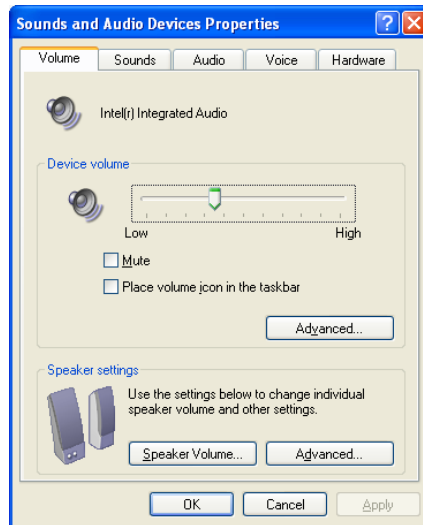 Sounds and Audio Devices Properties
Volume Sounds Audio Voice Hardware
Intel(r) Integrated Audio
Device volume
Low High
Mute
Place volume icon in the taskbar
Advanced...
Speaker settings
Use the settings below to change individual
speaker volume and other settings.
Speaker Volume... Advanced...
OK Cancel Apply